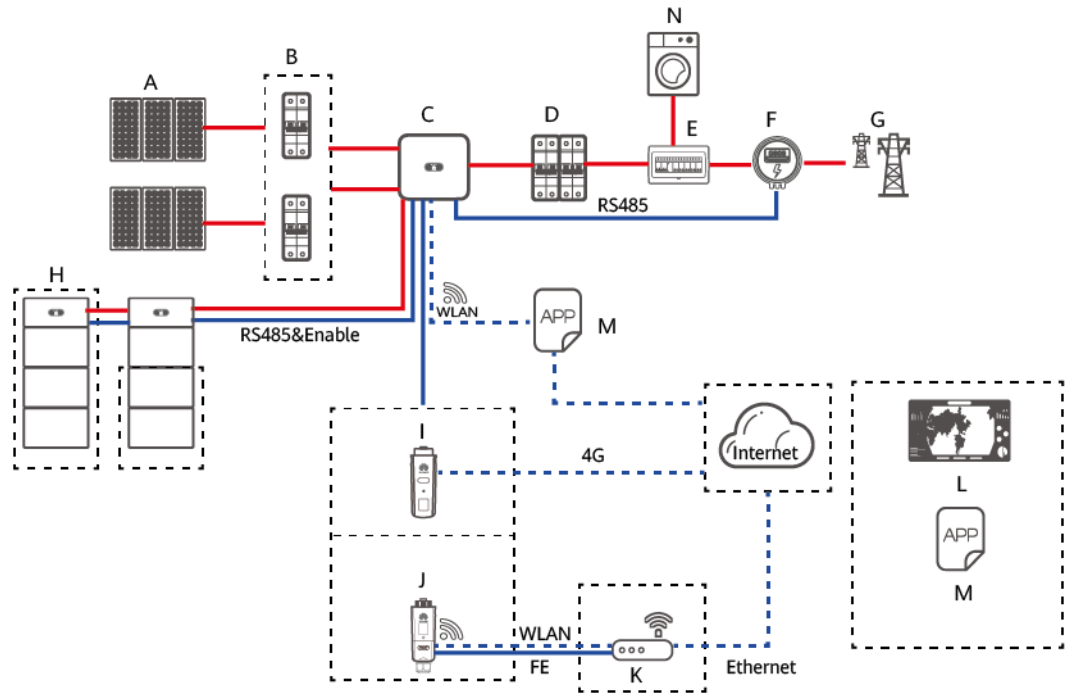 N
B
A
C
D
E
F
G
RS485
H
RS485&Enable
WLAN
APP
M
I
4G
Internet
L
APP
M
J
WLAN
FE
K
Ethernet